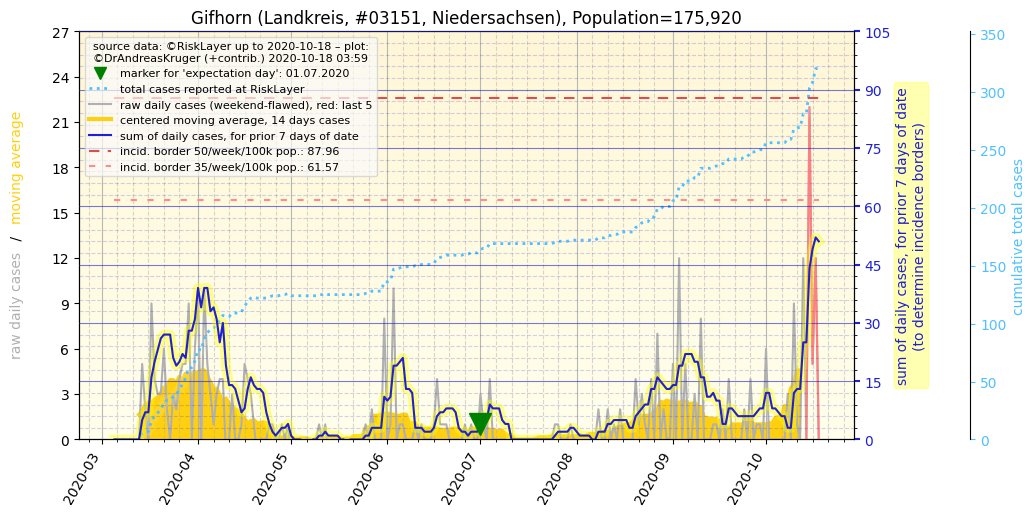 Gifhorn (Landkreis, #03151, Niedersachsen), Population=175,920
source data: ©RiskLayer up to 2020-10-18 – plot:
©DrAndreasKruger (+contrib.) 2020-10-18 03:59
marker for 'expectation day': 01.07.2020
total cases reported at RiskLayer
raw daily cases (weekend-flawed), red: last 5
centered moving average, 14 days cases
sum of daily cases, for prior 7 days of date
incid. border 50/week/100k pop.: 87.96
incid. border 35/week/100k pop.: 61.57
raw daily cases / moving average
27
24
21
18
15
12
9
6
3
0
2020-03
2020-04
2020-05
2020-06
2020-07
2020-08
2020-09
2020-10
105
90
75
60
45
30
15
0
sum of daily cases, for prior 7 days of date
(to determine incidence borders)
350
300
250
200
150
100
50
0
cumulative total cases